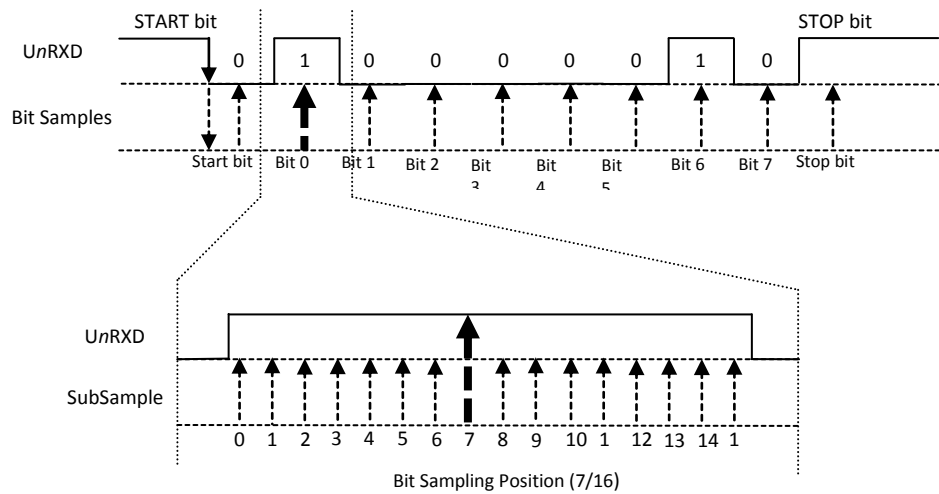 START bit STOP bit
UnRXD 0 1 0 0 0 0 0 1 0
Bit Samples
Start bit Bit 0 Bit 1 Bit 2 Bit Bit Bit Bit 6 Bit 7 Stop bit
UnRXD
SubSample
0 1 2 3 4 5 6 7 8 9 10 1 12 13 14 1
Bit Sampling Position (7/16)